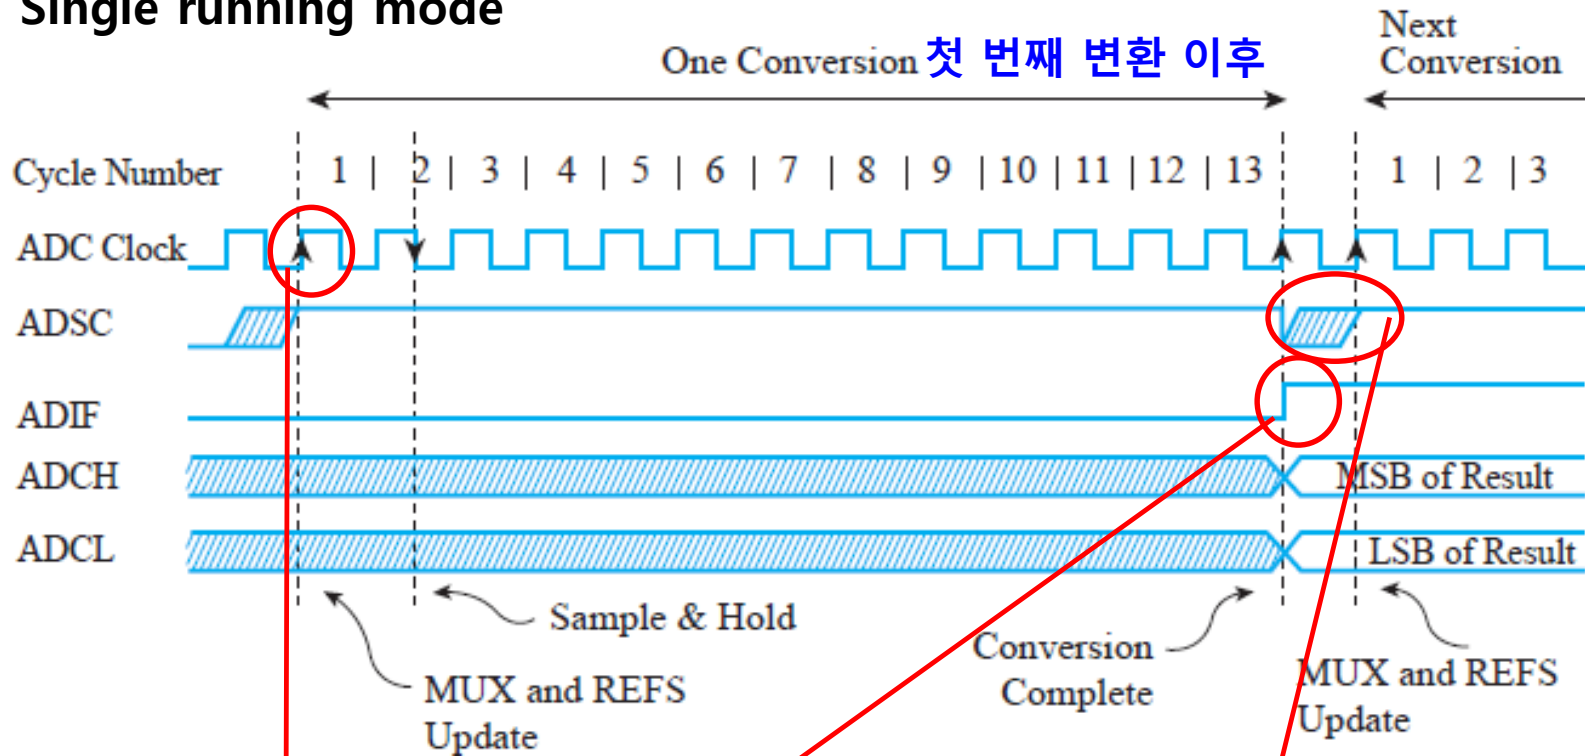 Single running mode
One Conversion 첫 번째 변환 이후
Next
Conversion
Cycle Number 1 | 2 | 3 | 4 | 5 | 6 | 7 | 8 | 9 | 10 | 11 | 12 | 13 1 | 2 | 3
ADC Clock
ADSC
ADIF
ADCH MSB of Result
ADCL LSB of Result
Sample & Hold
MUX and REFS
Update
Conversion
Complete
MUX and REFS
Update